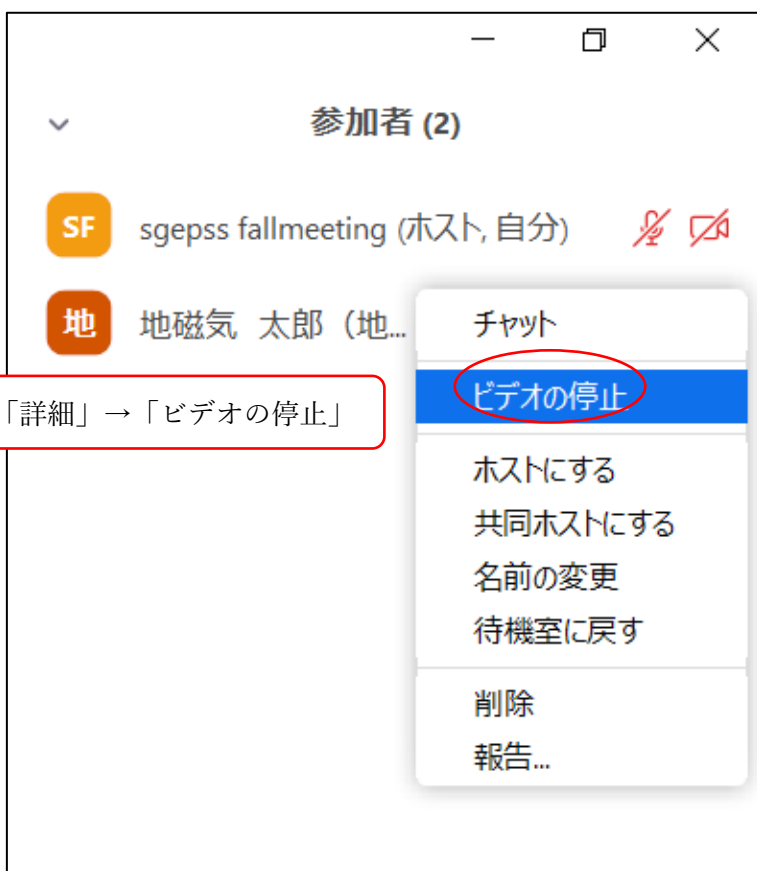 参加者 (2)
SF sgepss fallmeeting (ホスト, 自分)
地 地磁気 太郎（地...
チャット
ビデオの停止
「詳細」→「ビデオの停止」
ホストにする
共同ホストにする
名前の変更
待機室に戻す
削除
報告...